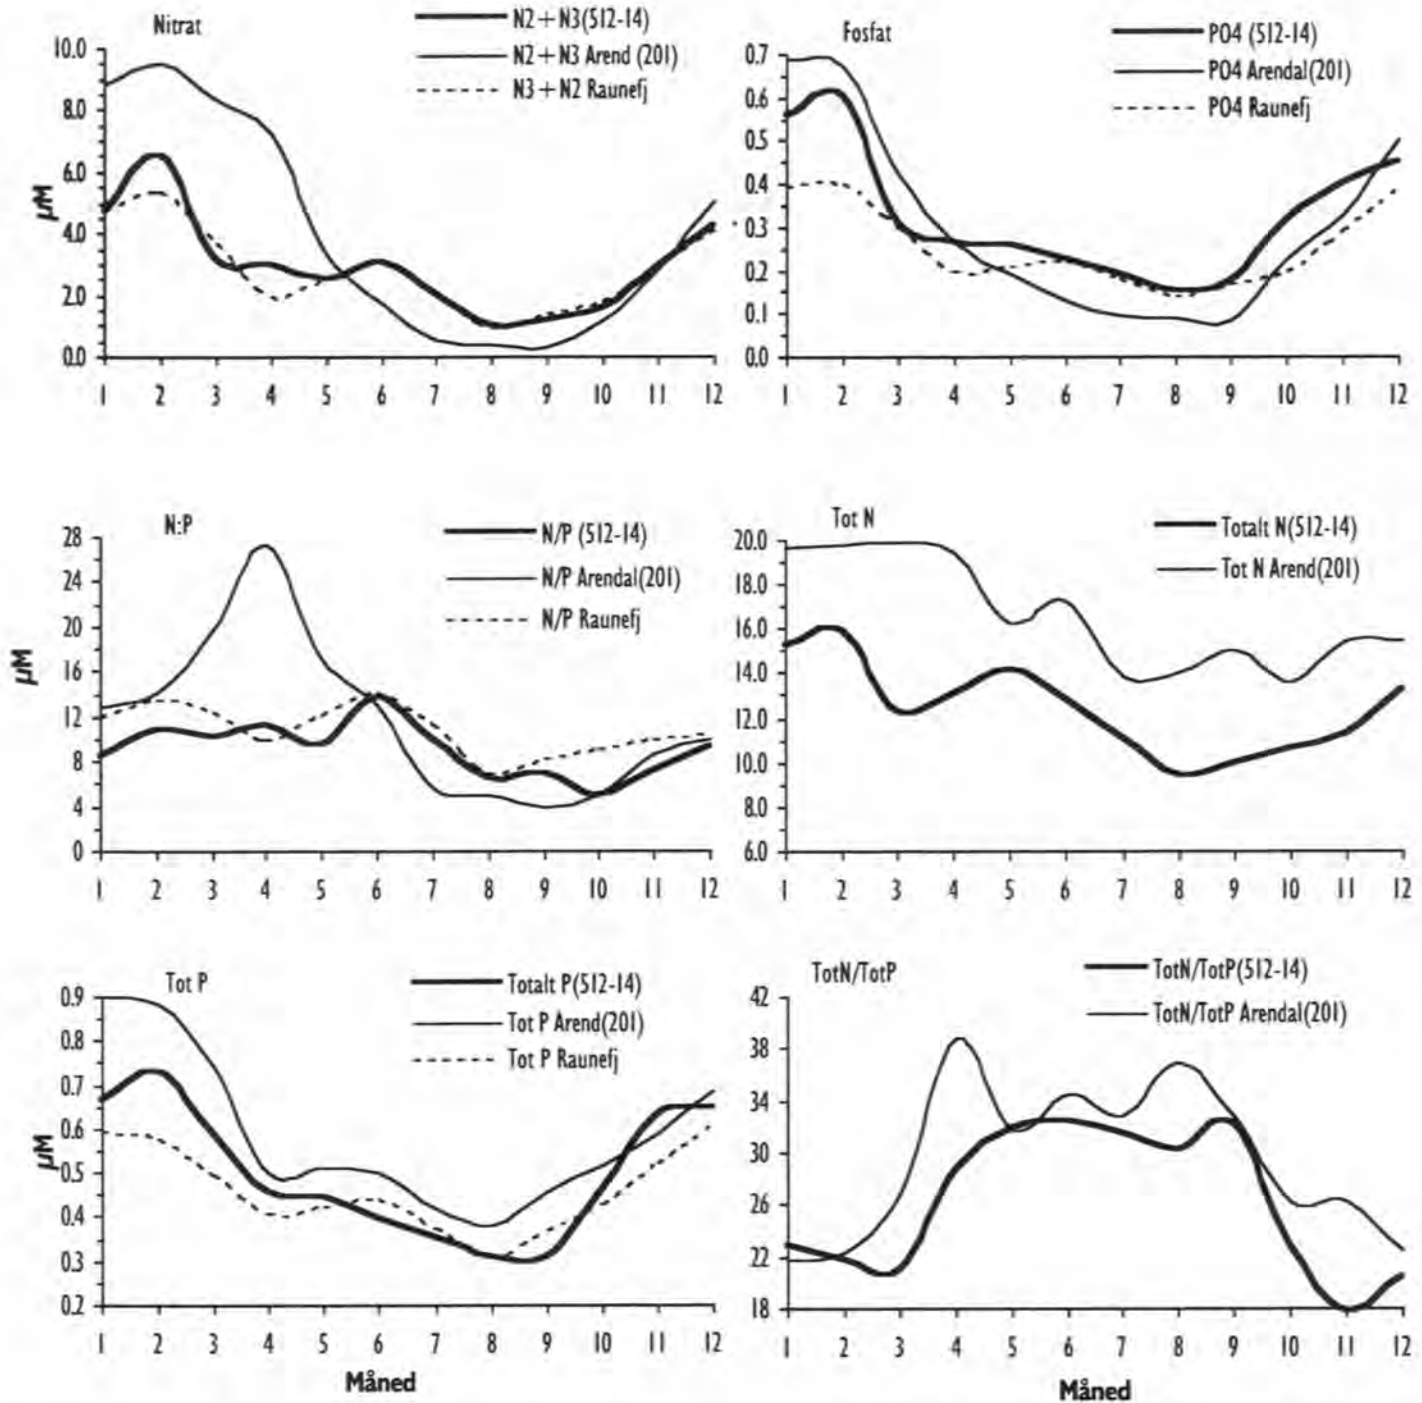 Nitrat
N2+N3(512-14)
N2+N3 Arend (201)
N3+N2 Raunefj
10.0
8.0
6.0
4.0
2.0
0.0
µM
1 2 3 4 5 6 7 8 9 10 11 12
Fosfat
PO4 (512-14)
PO4 Arendal(201)
PO4 Raunefj
0.7
0.6
0.5
0.4
0.3
0.2
0.1
0.0
1 2 3 4 5 6 7 8 9 10 11 12
N:P
N/P (512-14)
N/P Arendal(201)
N/P Raunefj
28
24
20
16
12
8
4
0
µM
1 2 3 4 5 6 7 8 9 10 11 12
Tot N
Totalt N(512-14)
Tot N Arend(201)
20.0
18.0
16.0
14.0
12.0
10.0
8.0
6.0
1 2 3 4 5 6 7 8 9 10 11 12
Tot P
Totalt P(512-14)
Tot P Arend(201)
Tot P Raunefj
0.9
0.8
0.7
0.6
0.5
0.4
0.3
0.2
µM
1 2 3 4 5 6 7 8 9 10 11 12
Måned
TotN/TotP
TotN/TotP(512-14)
TotN/TotP Arendal(201)
42
38
34
30
26
22
18
1 2 3 4 5 6 7 8 9 10 11 12
Måned